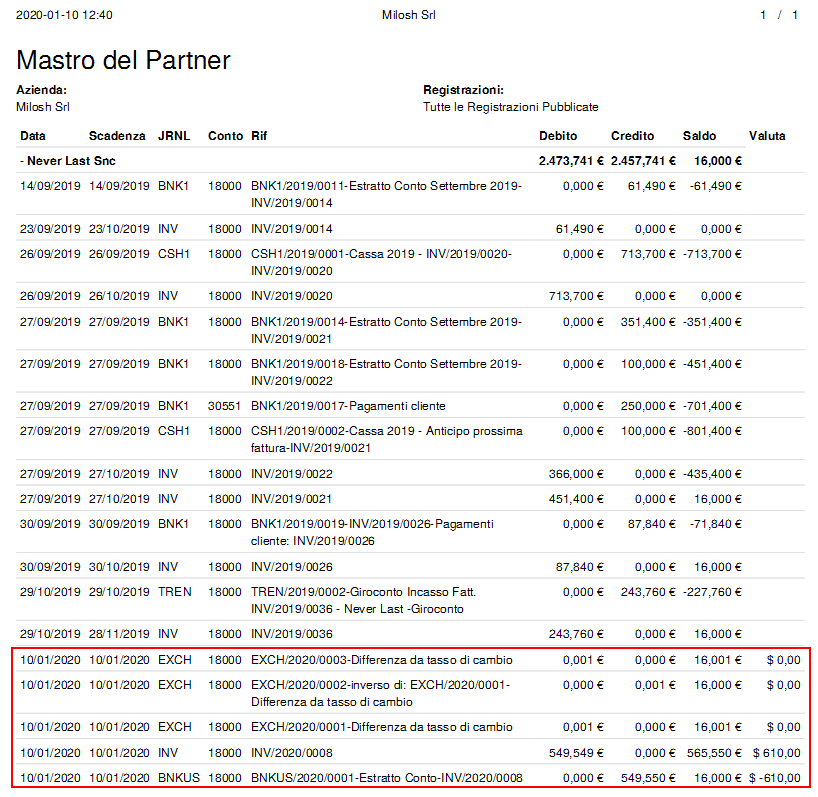 2020-01-10 12:40 Milosh Srl 1 / 1
Mastro del Partner
Azienda: Registrazioni:
Milosh Srl Tutte le Registrazioni Pubblicate
Data Scadenza JRNL Conto Rif Debito Credito Saldo Valuta
- Never Last Snc 2.473,741 € 2.457,741 € 16,000 €
14/09/2019 14/09/2019 BNK1 18000 BNK1/2019/0011-Estratto Conto Settembre 2019- 0,000 € 61,490 € -61,490 €
INV/2019/0014
23/09/2019 23/10/2019 INV 18000 INV/2019/0014 61,490 € 0,000 € 0,000 €
26/09/2019 26/09/2019 CSH1 18000 CSH1/2019/0001-Cassa 2019 - INV/2019/0020- 0,000 € 713,700 € -713,700 €
INV/2019/0020
26/09/2019 26/10/2019 INV 18000 INV/2019/0020 713,700 € 0,000 € 0,000 €
27/09/2019 27/09/2019 BNK1 18000 BNK1/2019/0014-Estratto Conto Settembre 2019- 0,000 € 351,400 € -351,400 €
INV/2019/0021
27/09/2019 27/09/2019 BNK1 18000 BNK1/2019/0018-Estratto Conto Settembre 2019- 0,000 € 100,000 € -451,400 €
INV/2019/0022
27/09/2019 27/09/2019 BNK1 30551 BNK1/2019/0017-Pagamenti cliente 0,000 € 250,000 € -701,400 €
27/09/2019 27/09/2019 CSH1 18000 CSH1/2019/0002-Cassa 2019 - Anticipo prossima 0,000 € 100,000 € -801,400 €
fattura-INV/2019/0021
27/09/2019 27/10/2019 INV 18000 INV/2019/0022 366,000 € 0,000 € -435,400 €
27/09/2019 27/10/2019 INV 18000 INV/2019/0021 451,400 € 0,000 € 16,000 €
30/09/2019 30/09/2019 BNK1 18000 BNK1/2019/0019-INV/2019/0026-Pagamenti 0,000 € 87,840 € -71,840 €
cliente: INV/2019/0026
30/09/2019 30/10/2019 INV 18000 INV/2019/0026 87,840 € 0,000 € 16,000 €
29/10/2019 29/10/2019 TREN 18000 TREN/2019/0002-Giroconto Incasso Fatt. 0,000 € 243,760 € -227,760 €
INV/2019/0036 - Never Last -Giroconto
29/10/2019 28/11/2019 INV 18000 INV/2019/0036 243,760 € 0,000 € 16,000 €
10/01/2020 10/01/2020 EXCH 18000 EXCH/2020/0003-Differenza da tasso di cambio 0,001 € 0,000 € 16,001 € $ 0,00
10/01/2020 10/01/2020 EXCH 18000 EXCH/2020/0002-inverso di: EXCH/2020/0001- 0,000 € 0,001 € 16,000 € $ 0,00
Differenza da tasso di cambio
10/01/2020 10/01/2020 EXCH 18000 EXCH/2020/0001-Differenza da tasso di cambio 0,001 € 0,000 € 16,001 € $ 0,00
10/01/2020 10/01/2020 INV 18000 INV/2020/0008 549,549 € 0,000 € 565,550 € $ 610,00
10/01/2020 10/01/2020 BNKUS 18000 BNKUS/2020/0001-Estratto Conto-INV/2020/0008 0,000 € 549,550 € 16,000 € $ -610,00